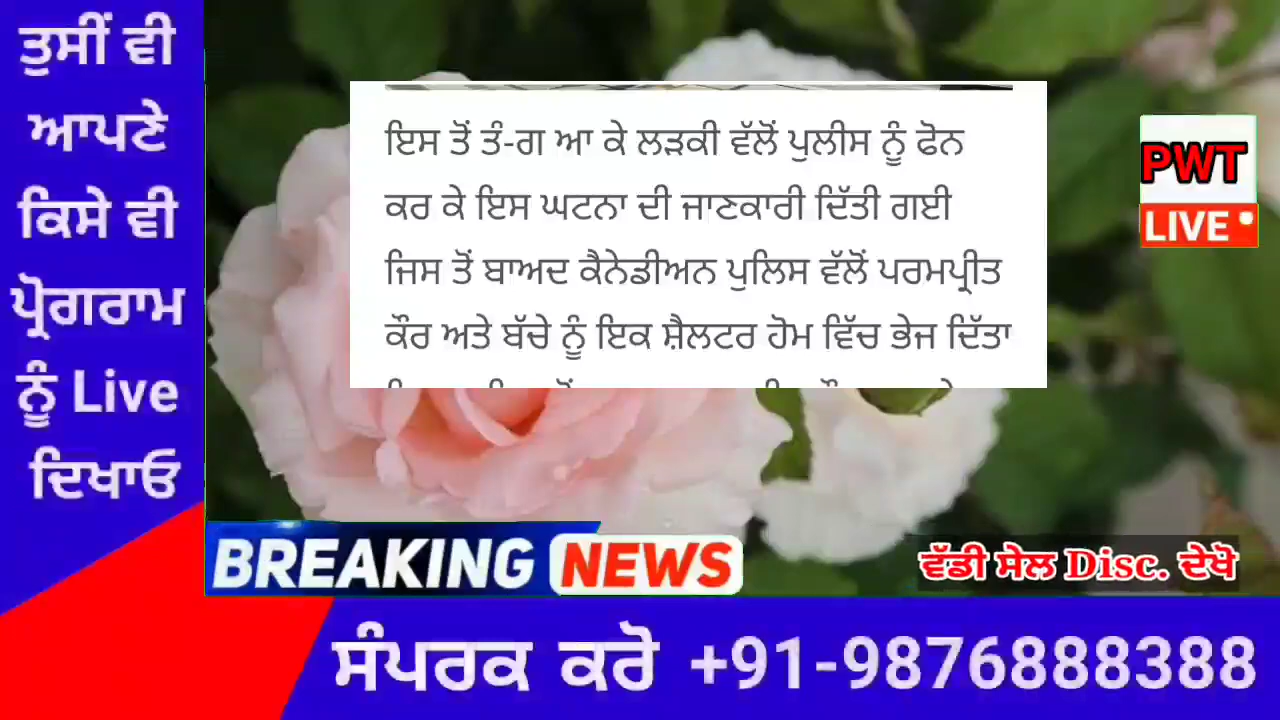 ਤੁਸੀਂ ਵੀ
ਆਪਣੇ
ਕਿਸੇ ਵੀ
ਪ੍ਰੋਗਰਾਮ
ਨੂੰ Live
ਦਿਖਾਓ
ਇਸ ਤੋਂ ਤੰ-ਗ ਆ ਕੇ ਲੜਕੀ ਵੱਲੋਂ ਪੁਲੀਸ ਨੂੰ ਫੋਨ
ਕਰ ਕੇ ਇਸ ਘਟਨਾ ਦੀ ਜਾਣਕਾਰੀ ਦਿੱਤੀ ਗਈ
ਜਿਸ ਤੋਂ ਬਾਅਦ ਕੈਨੇਡੀਅਨ ਪੁਲਿਸ ਵੱਲੋਂ ਪਰਮਪ੍ਰੀਤ
ਕੌਰ ਅਤੇ ਬੱਚੇ ਨੂੰ ਇਕ ਸ਼ੈਲਟਰ ਹੋਮ ਵਿੱਚ ਭੇਜ ਦਿੱਤਾ
PWT
LIVE
BREAKING NEWS
ਵੱਡੀ ਸੇਲ Disc. ਦੇਖੋ
ਸੰਪਰਕ ਕਰੋ +91-9876888388